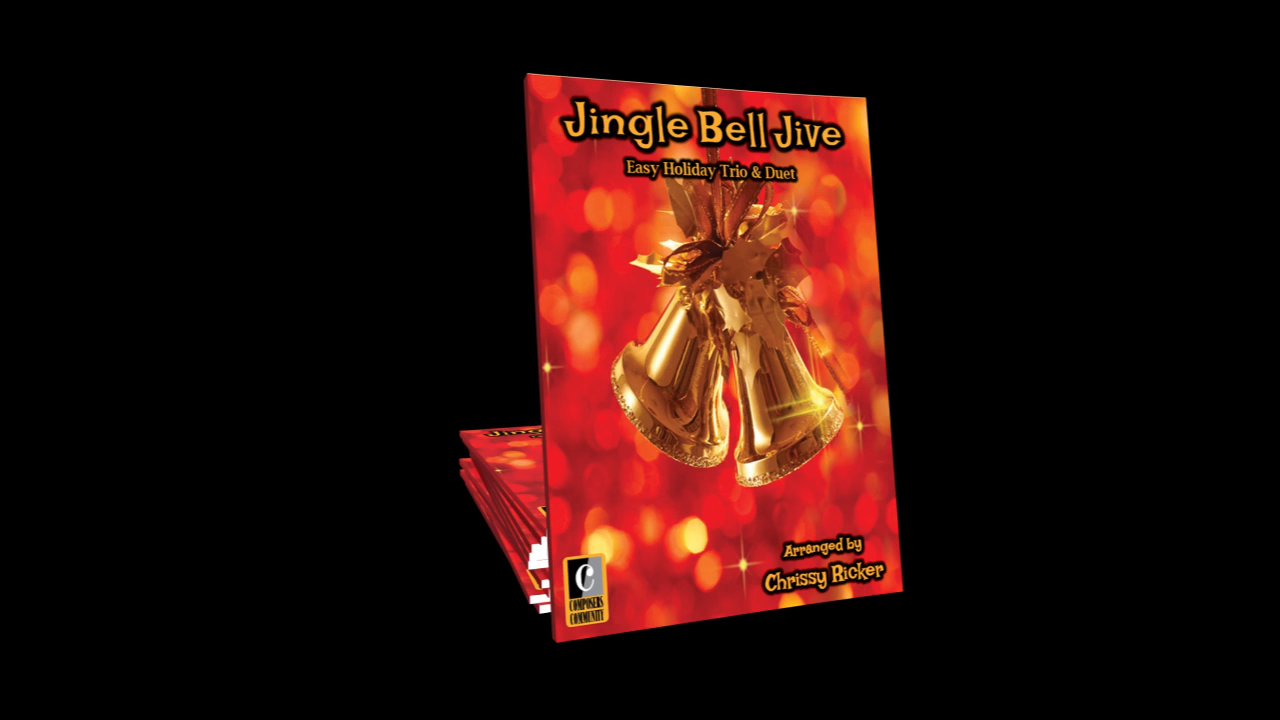 Jingle Bell Jive
Easy Holiday Trio & Duet
Arranged by
Chrissy Ricker
C
COMPOSERS
COMMUNITY